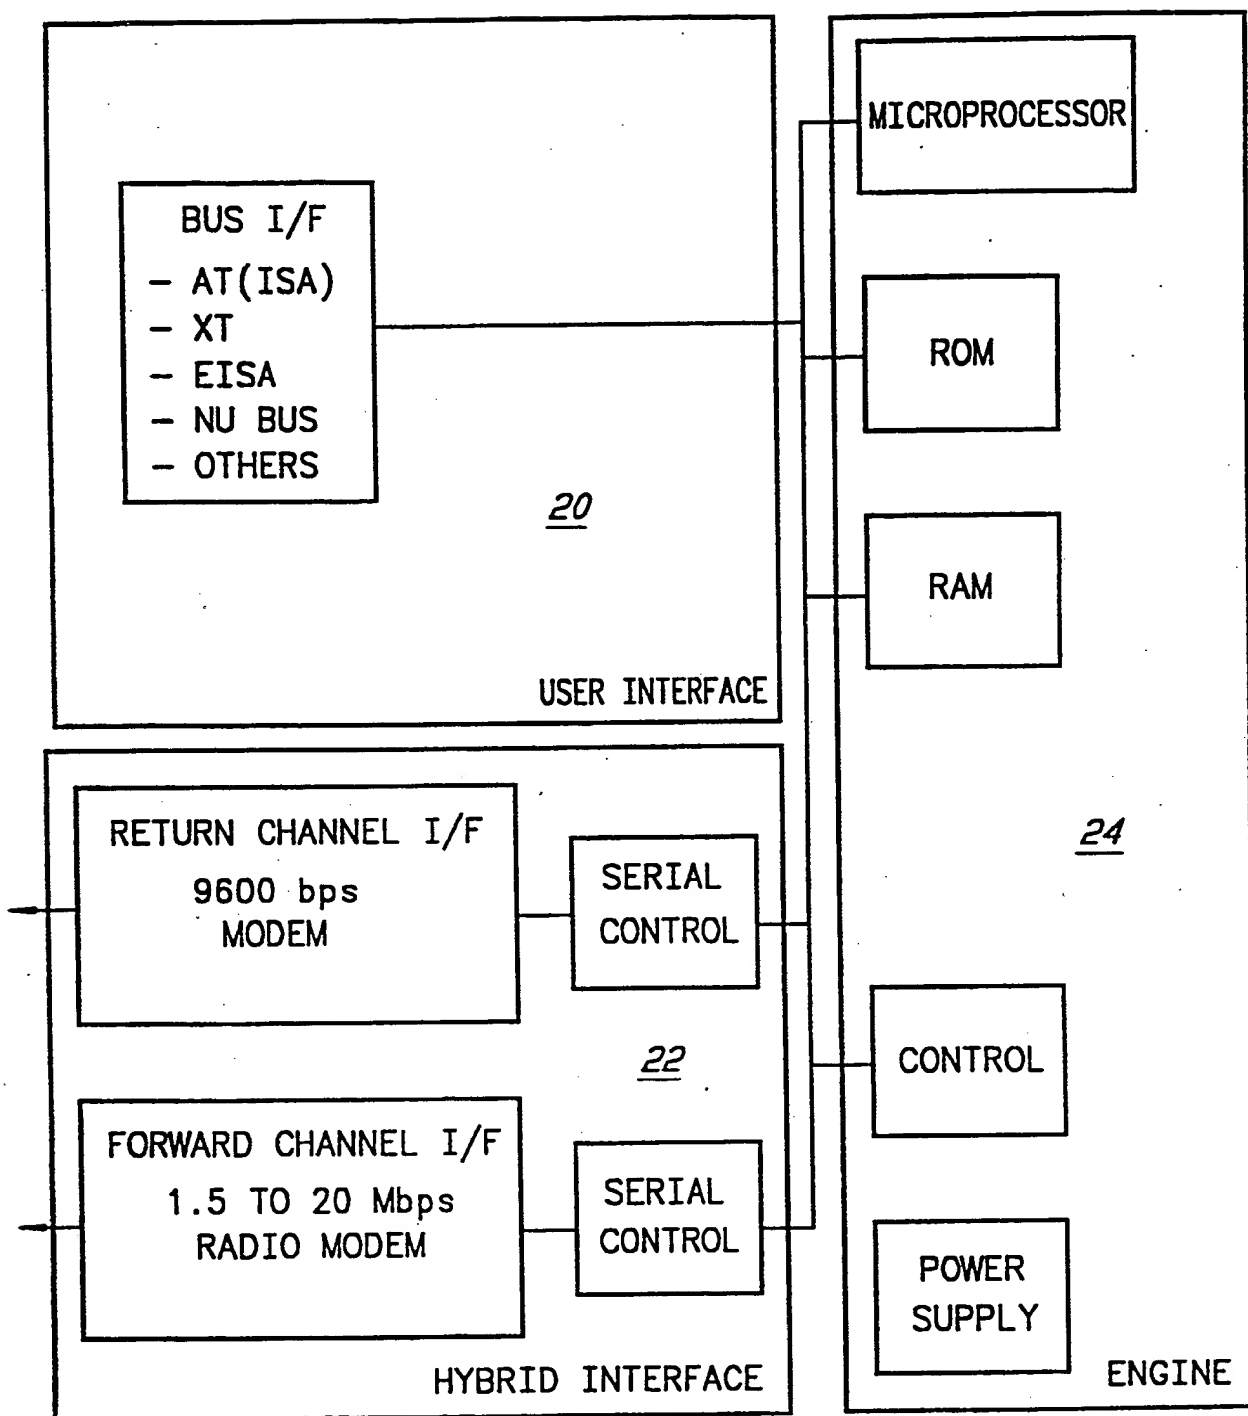 BUS I/F
– AT(ISA)
– XT
– EISA
– NU BUS
– OTHERS
20
USER INTERFACE
RETURN CHANNEL I/F
9600 bps
MODEM
SERIAL
CONTROL
22
FORWARD CHANNEL I/F
1.5 TO 20 Mbps
RADIO MODEM
SERIAL
CONTROL
HYBRID INTERFACE
MICROPROCESSOR
ROM
RAM
24
CONTROL
POWER
SUPPLY
ENGINE